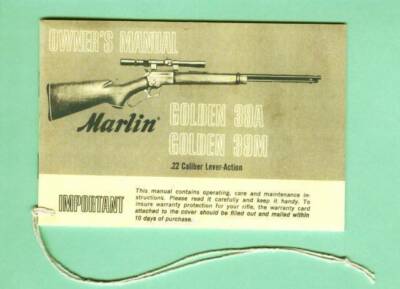 OWNER'S MANUAL
Marlin®
GOLDEN 39A
GOLDEN 39M
.22 Caliber Lever-Action
IMPORTANT
This manual contains operating, care and maintenance in-
structions. Please read it carefully and keep it handy. To
insure warranty protection for your rifle, the warranty card
attached to the cover should be filled out and mailed within
10 days of purchase.